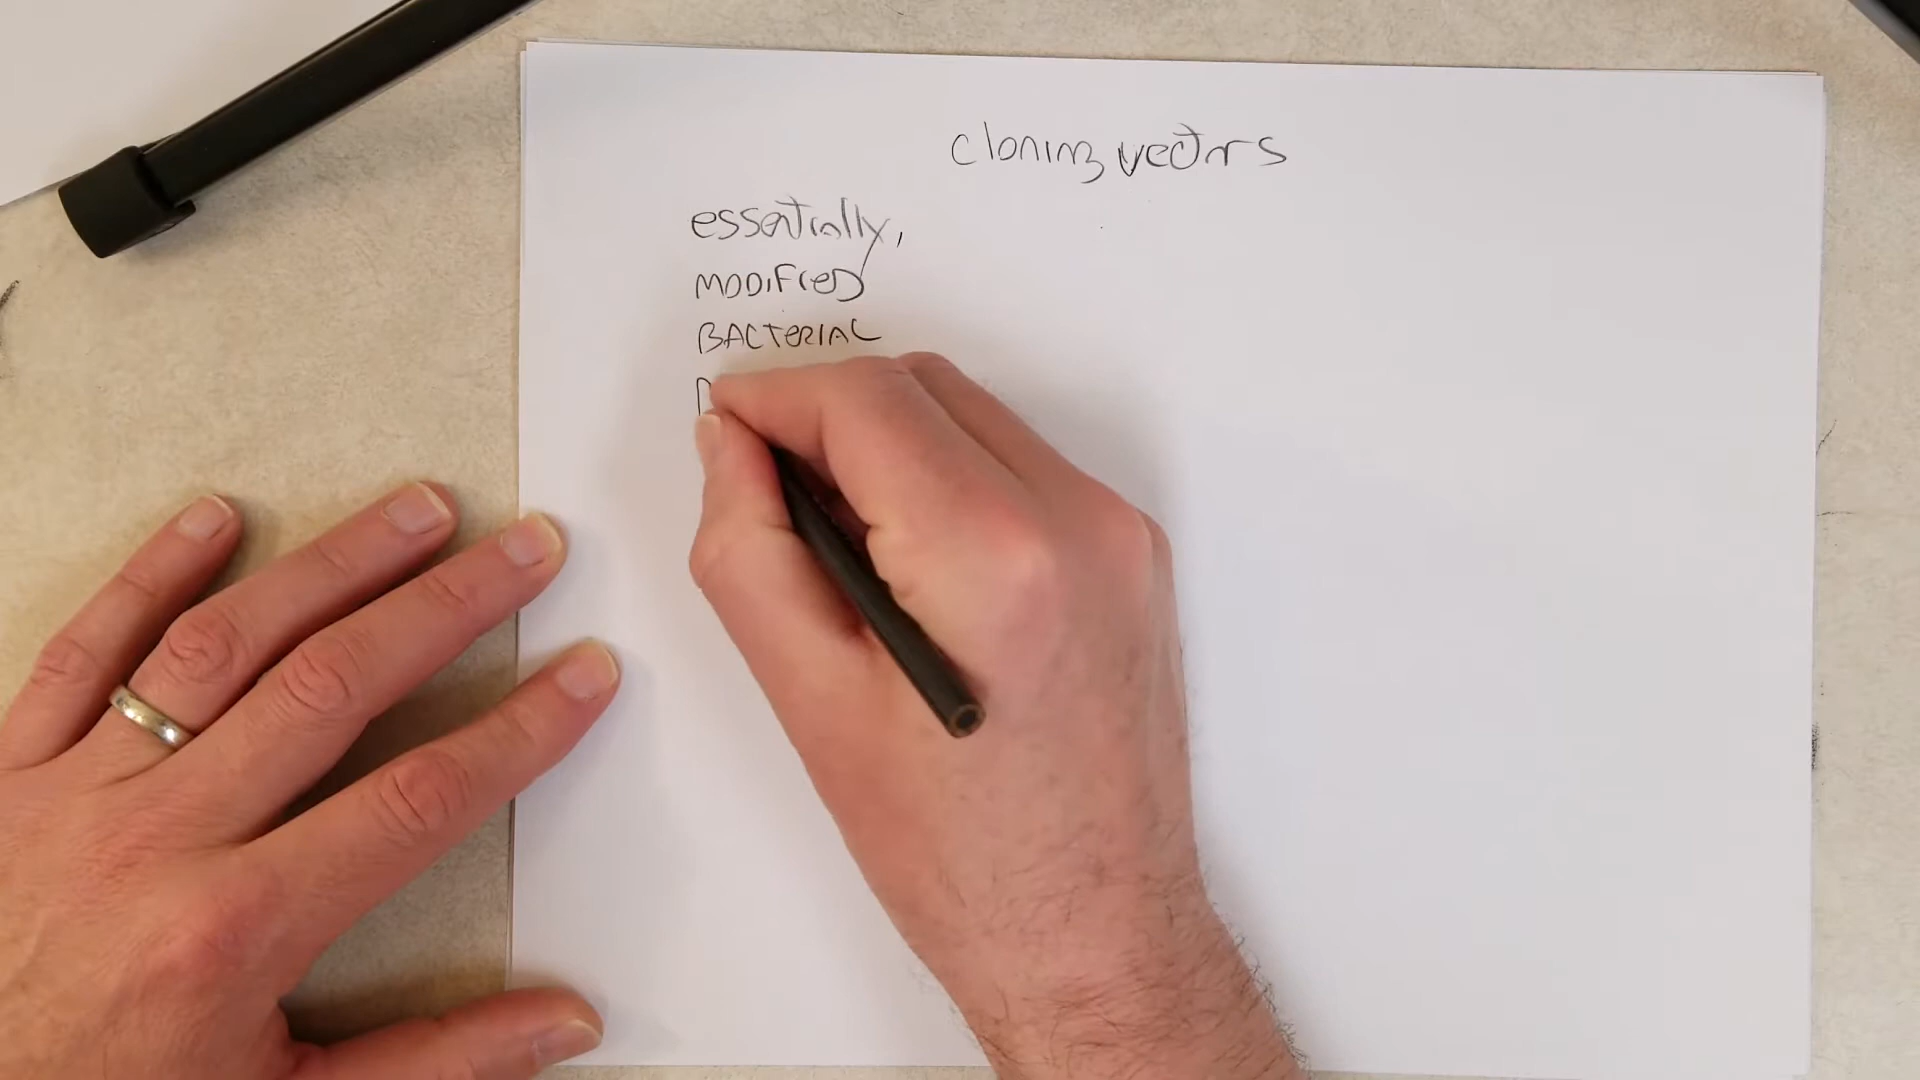 cloning vectors
essentially,
MODIFIED
BACTERIAL